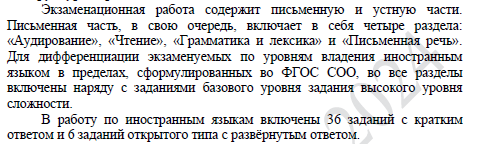 Экзаменационная работа содержит письменную и устную части.
Письменная часть, в свою очередь, включает в себя четыре раздела:
«Аудирование», «Чтение», «Грамматика и лексика» и «Письменная речь».
Для дифференциации экзаменуемых по уровням владения иностранным
языком в пределах, сформулированных во ФГОС СОО, во все разделы
включены наряду с заданиями базового уровня задания высокого уровня
сложности.
В работу по иностранным языкам включены 36 заданий с кратким
ответом и 6 заданий открытого типа с развёрнутым ответом.
2024